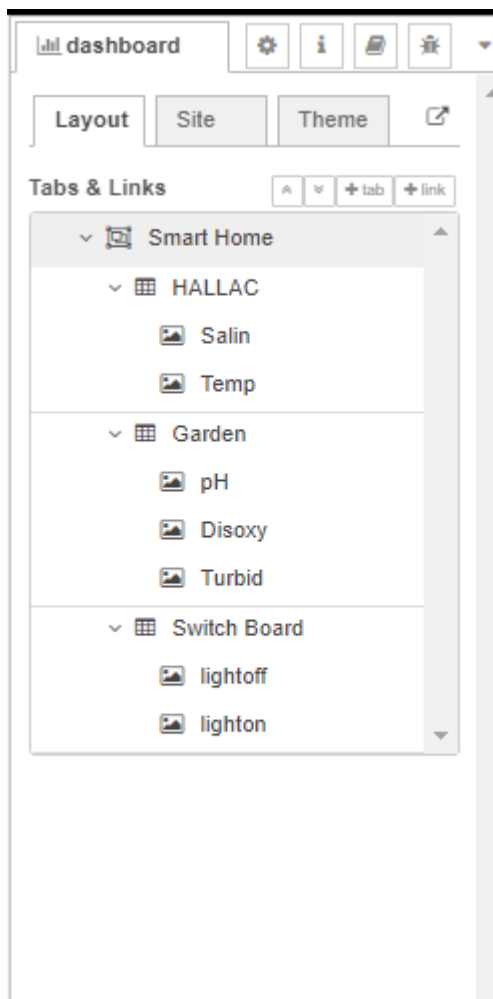 dashboard
Layout Site Theme
Tabs & Links tab link
Smart Home
HALLAC
Salin
Temp
Garden
pH
Disoxy
Turbid
Switch Board
lightoff
lighton